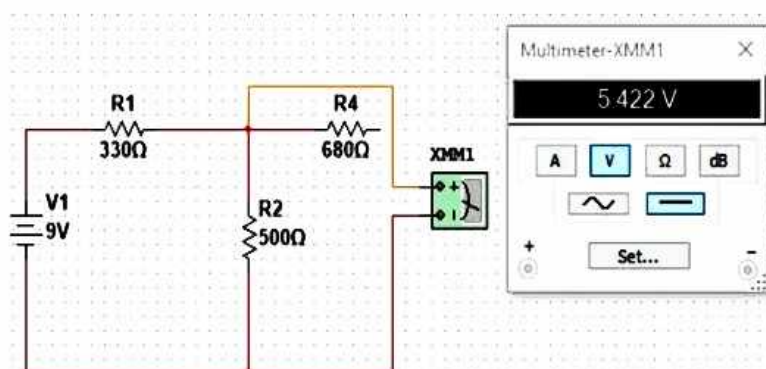 R1
330Ω
R4
680Ω
XMM1
V1
9V
R2
500Ω
Multimeter-XMM1
5.422 V
A V Ω dB
Set...